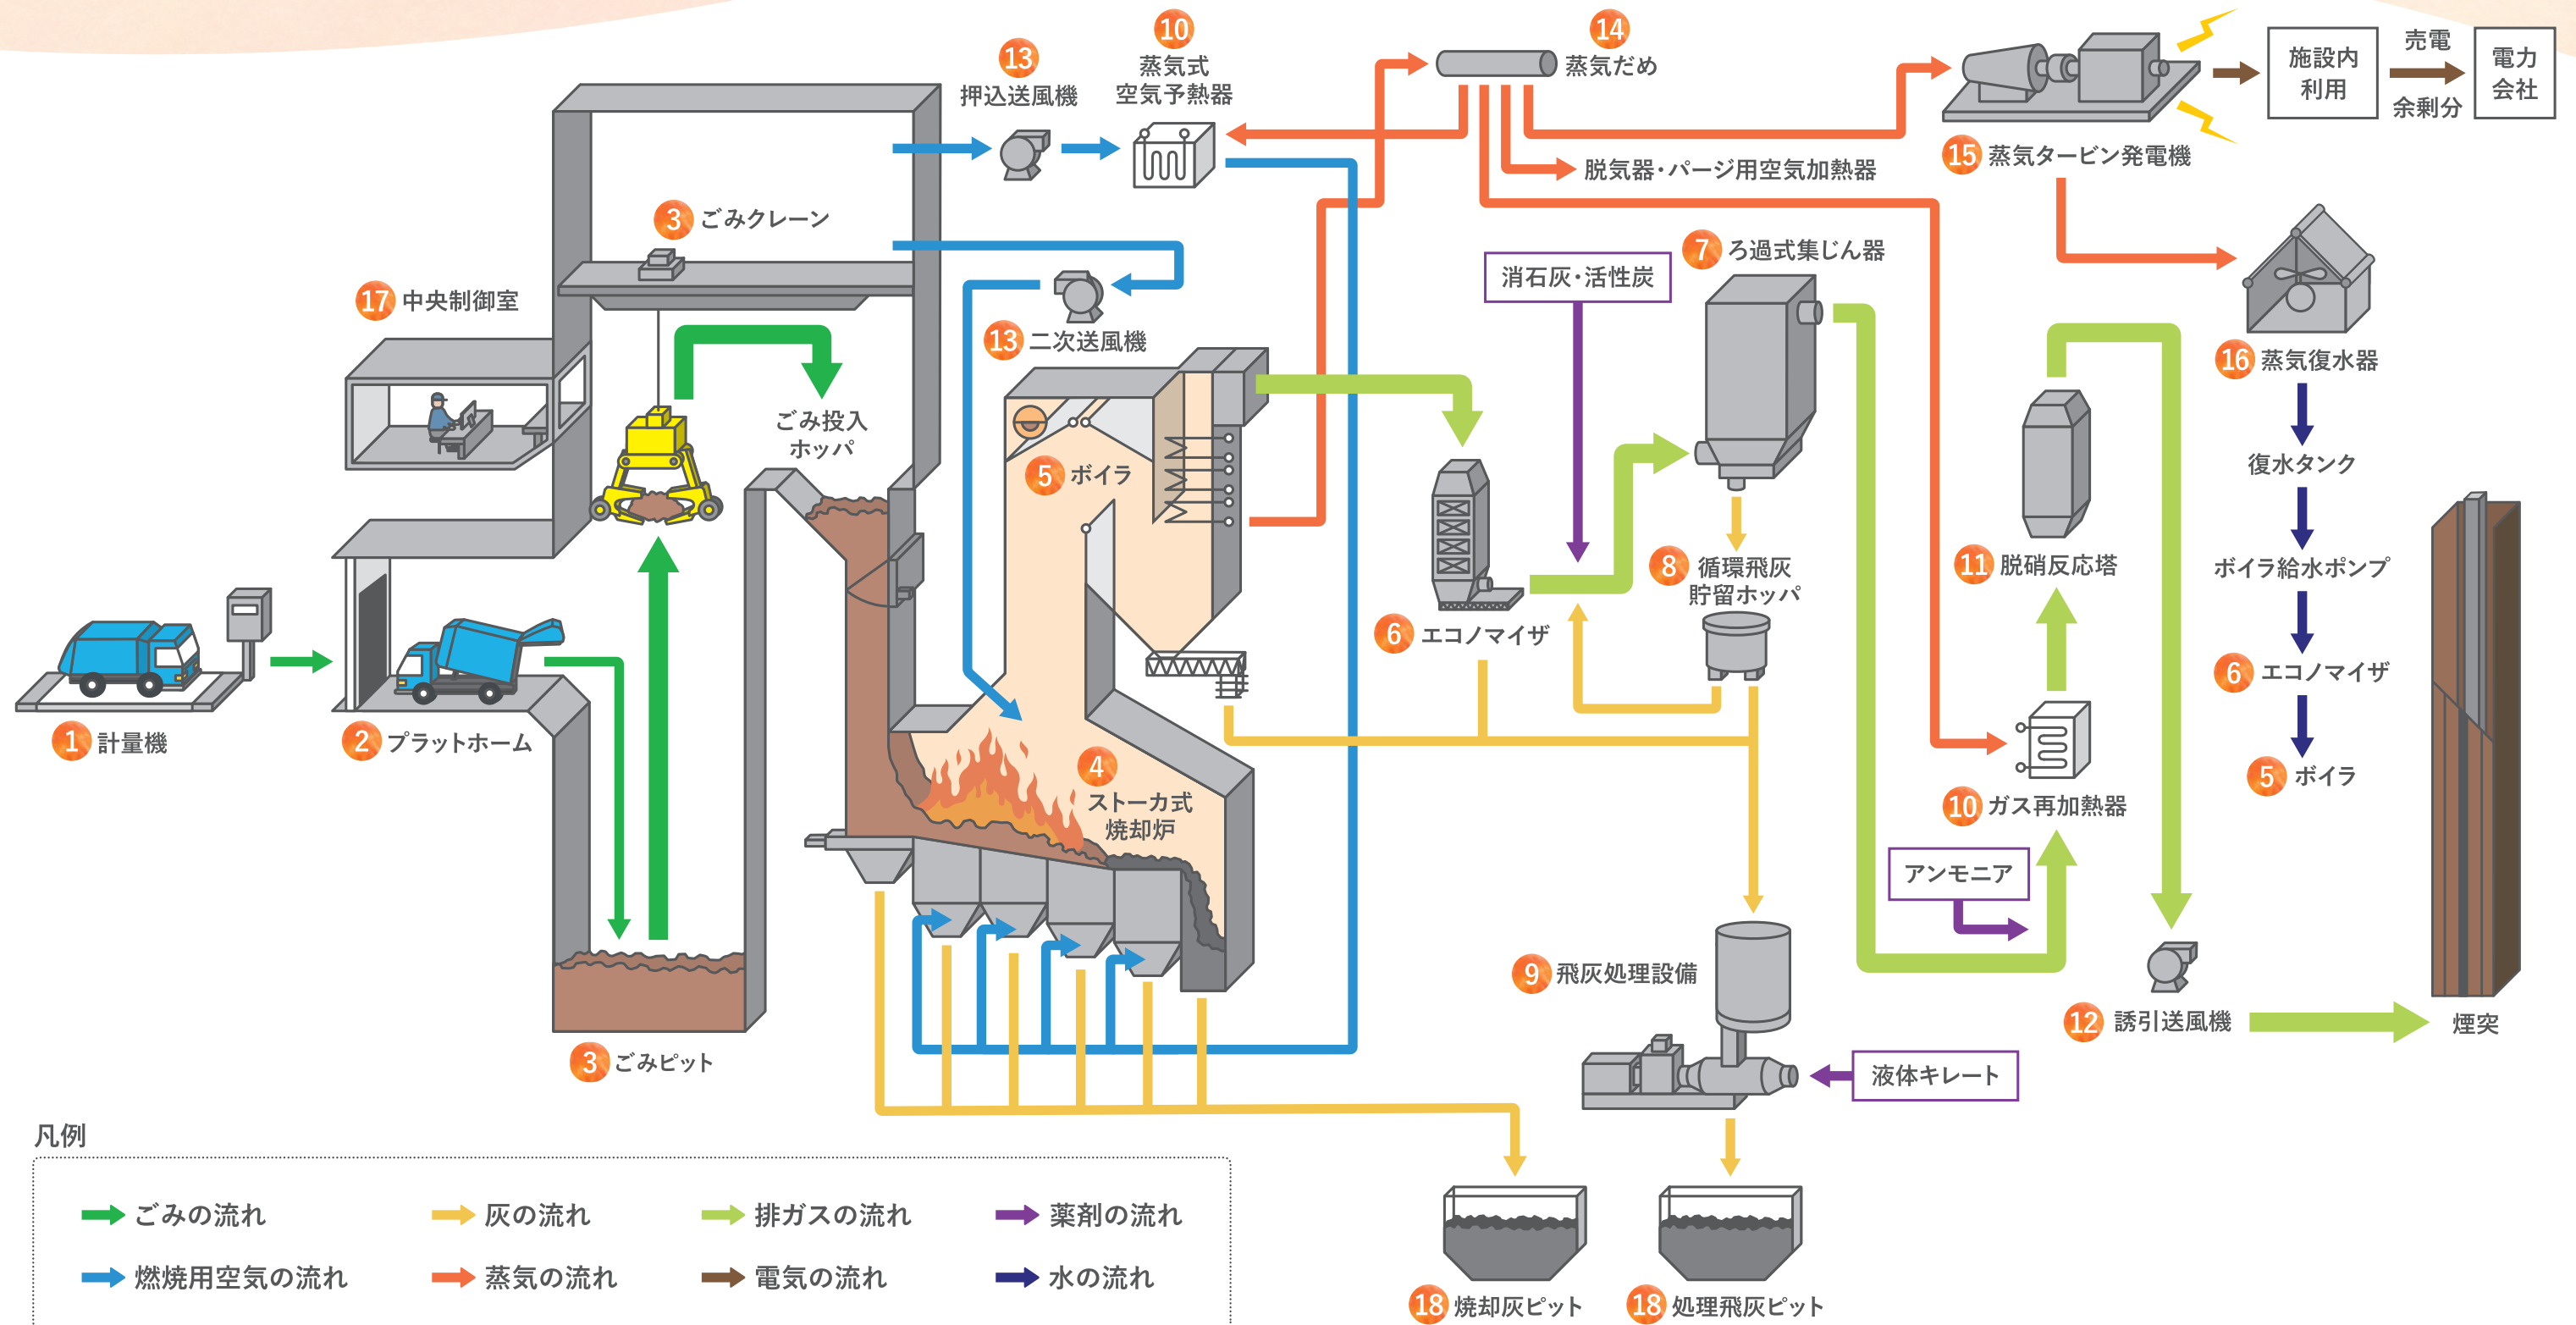 13
押込送風機
10
蒸気式
空気予熱器
14
蒸気だめ
施設内
利用
売電
余剰分
電力
会社
15 蒸気タービン発電機
脱気器・パージ用空気加熱器
3 ごみクレーン
17 中央制御室
13 二次送風機
ごみ投入
ホッパ
5 ボイラ
消石灰・活性炭
7 ろ過式集じん器
16 蒸気復水器
復水タンク
ボイラ給水ポンプ
6 エコノマイザ
5 ボイラ
8 循環飛灰
貯留ホッパ
11 脱硝反応塔
6 エコノマイザ
1 計量機
2 プラットホーム
4
ストーカ式
焼却炉
10 ガス再加熱器
アンモニア
9 飛灰処理設備
12 誘引送風機
煙突
3 ごみピット
液体キレート
凡例
ごみの流れ
灰の流れ
排ガスの流れ
薬剤の流れ
燃焼用空気の流れ
蒸気の流れ
電気の流れ
水の流れ
18 焼却灰ピット
18 処理飛灰ピット